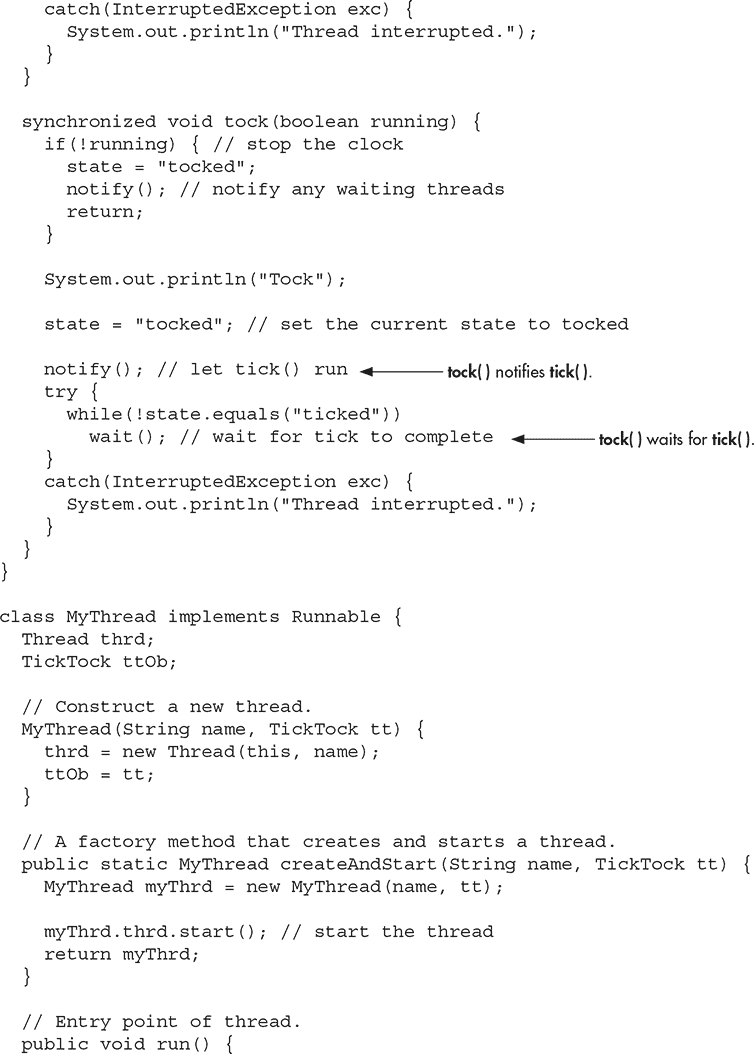 catch(InterruptedException exc) {
      System.out.println("Thread interrupted.");
    }
  }

  synchronized void tock(boolean running) {
    if(!running) { // stop the clock
      state = "tocked";
      notify(); // notify any waiting threads
      return;
    }

    System.out.println("Tock");

    state = "tocked"; // set the current state to tocked

    notify(); // let tick() run tock() notifies tick().
    try {
      while(!state.equals("ticked"))
        wait(); // wait for tick to complete tock() waits for tick().
    }
    catch(InterruptedException exc) {
      System.out.println("Thread interrupted.");
    }
  }
}

class MyThread implements Runnable {
  Thread thrd;
  TickTock ttOb;

  // Construct a new thread.
  MyThread(String name, TickTock tt) {
    thrd = new Thread(this, name);
    ttOb = tt;
  }

  // A factory method that creates and starts a thread.
  public static MyThread createAndStart(String name, TickTock tt) {
    MyThread myThrd = new MyThread(name, tt);

    myThrd.thrd.start(); // start the thread
    return myThrd;
  }

  // Entry point of thread.
  public void run() {